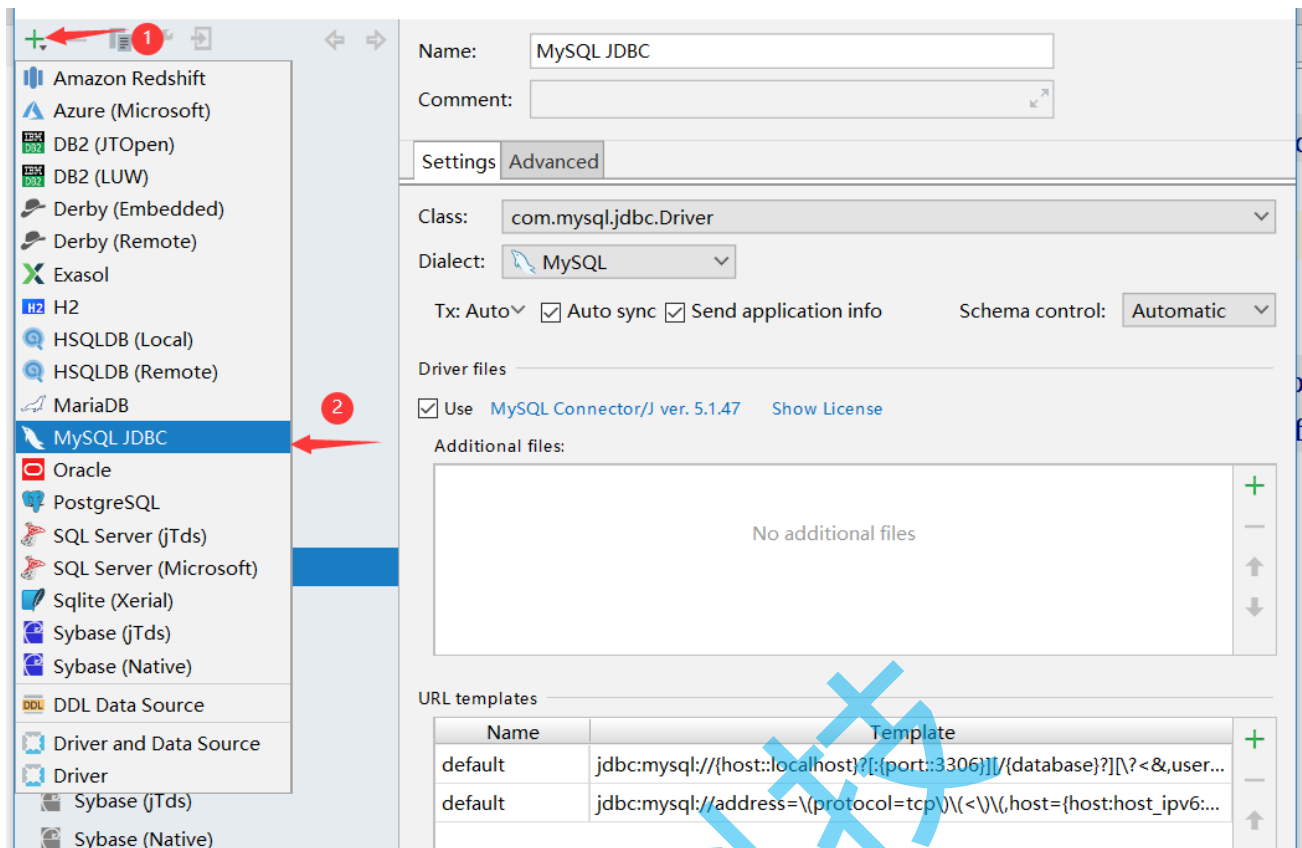 1
Name: MySQL JDBC
Amazon Redshift
Comment:
Azure (Microsoft)
DB2 (JTOpen)
Settings Advanced
DB2 (LUW)
Derby (Embedded)
Class: com.mysql.jdbc.Driver
Derby (Remote)
Dialect: MySQL
Exasol
H2 H2
Tx: Auto Auto sync Send application info Schema control: Automatic
HSQLDB (Local)
HSQLDB (Remote)
Driver files
MariaDB
2
Use MySQL Connector/J ver. 5.1.47 Show License
MySQL JDBC
Additional files:
Oracle
PostgreSQL
SQL Server (jTds)
No additional files
SQL Server (Microsoft)
Sqlite (Xerial)
Sybase (jTds)
Sybase (Native)
URL templates
DDL DDL Data Source
Name Template
Driver and Data Source
default jdbc:mysql://{host::localhost}?[:{port::3306}][/{database}?][\?<&,user...
Driver
Sybase (jTds)
default jdbc:mysql://address=\(protocol=tcp\)\(<\)\(,host={host:host_ipv6:...
Sybase (Native)
技